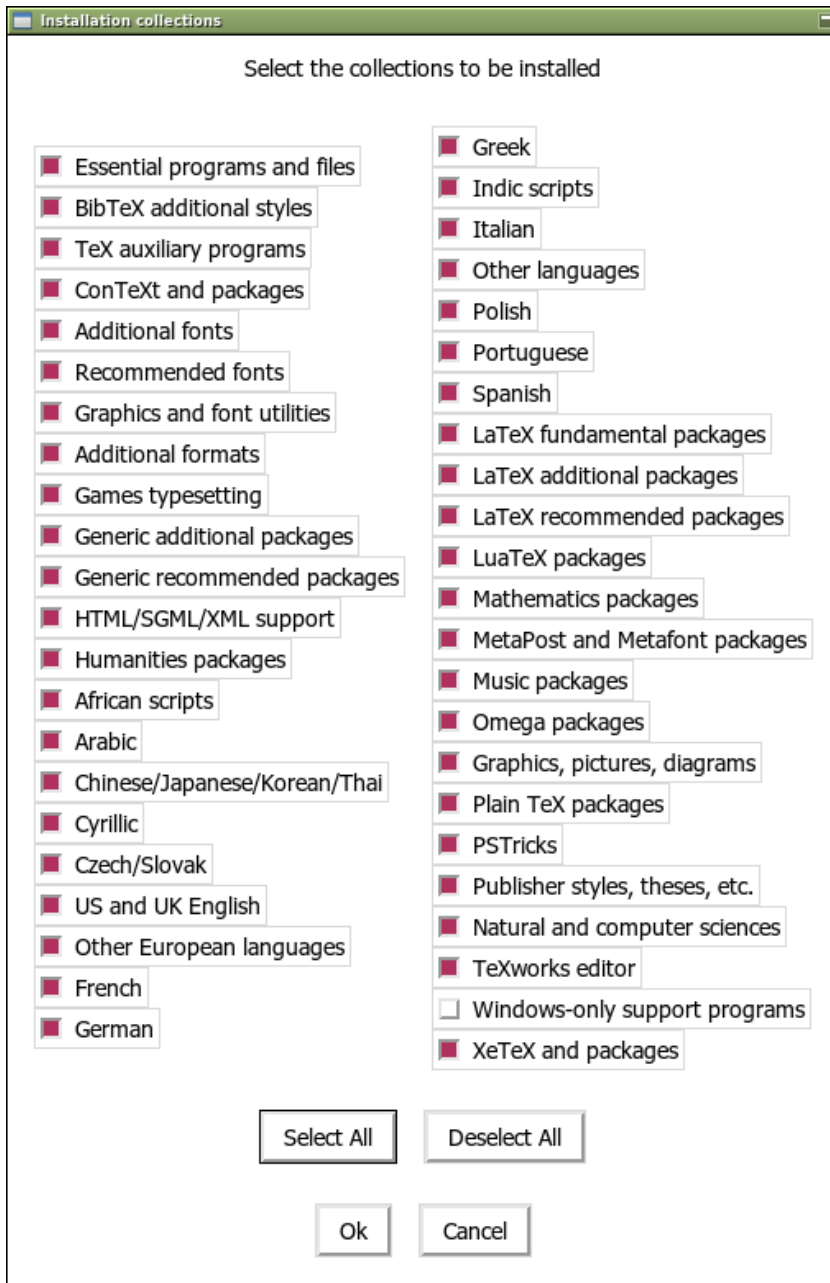 Installation collections
Select the collections to be installed
Essential programs and files
BibTeX additional styles
TeX auxiliary programs
ConTeXt and packages
Additional fonts
Recommended fonts
Graphics and font utilities
Additional formats
Games typesetting
Generic additional packages
Generic recommended packages
HTML/SGML/XML support
Humanities packages
African scripts
Arabic
Chinese/Japanese/Korean/Thai
Cyrillic
Czech/Slovak
US and UK English
Other European languages
French
German
Greek
Indic scripts
Italian
Other languages
Polish
Portuguese
Spanish
LaTeX fundamental packages
LaTeX additional packages
LaTeX recommended packages
LuaTeX packages
Mathematics packages
MetaPost and Metafont packages
Music packages
Omega packages
Graphics, pictures, diagrams
Plain TeX packages
PSTricks
Publisher styles, theses, etc.
Natural and computer sciences
TeXworks editor
Windows-only support programs
XeTeX and packages
Select All
Deselect All
Ok
Cancel